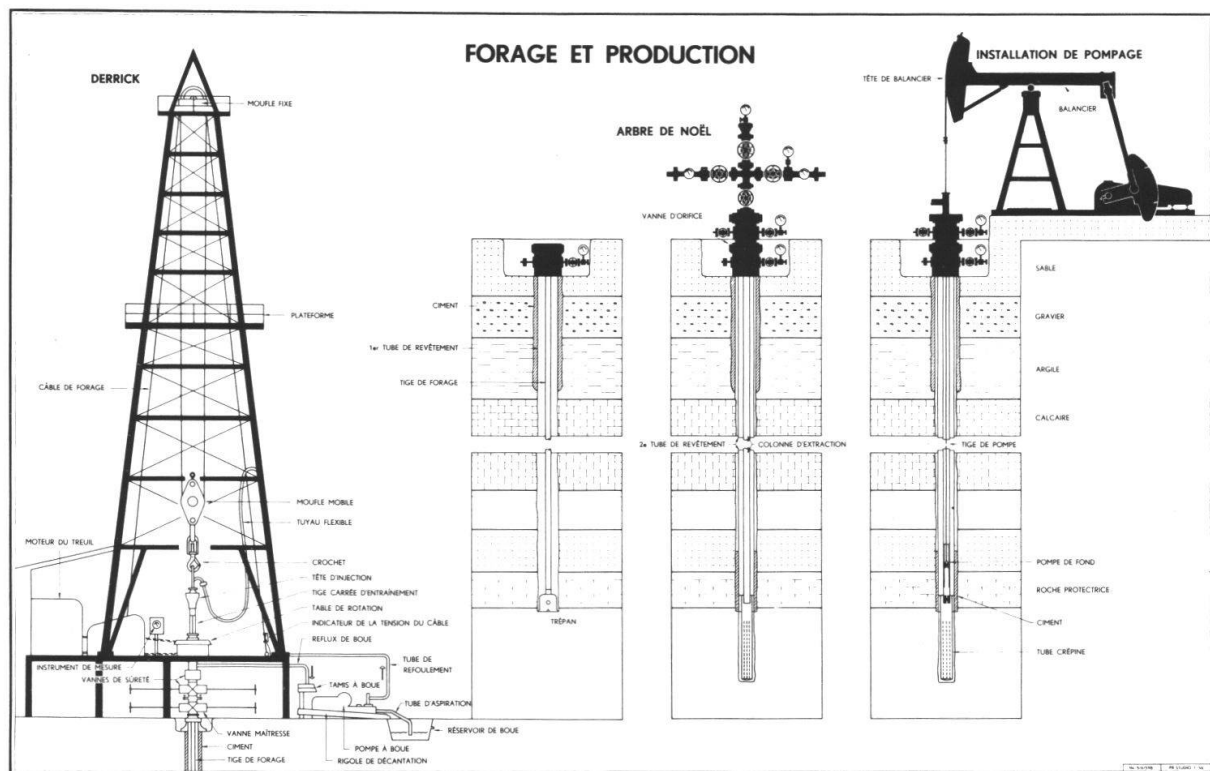 FORAGE ET PRODUCTION
DERRICK
MOUFLE FIXE
PLATEFORME
CÂBLE DE FORAGE
MOUFLE MOBILE
TUYAU FLEXIBLE
MOTEUR DU TREUIL
CROCHET
TÊTE D'INJECTION
TIGE CARRÉE D'ENTRAÎNEMENT
TABLE DE ROTATION
INDICATEUR DE LA TENSION DU CÂBLE
REFLUX DE BOUE
INSTRUMENT DE MESURE
VANNES DE SÛRETÉ
TUBE DE
REFOULEMENT
TAMIS À BOUE
TUBE D'ASPIRATION
RÉSERVOIR DE BOUE
VANNE MAÎTRESSE
POMPE À BOUE
CIMENT
RIGOLE DE DÉCANTATION
TIGE DE FORAGE
CIMENT
1er TUBE DE REVÊTEMENT
TIGE DE FORAGE
TRÉPAN
ARBRE DE NOËL
VANNE D'ORIFICE
2e TUBE DE REVÊTEMENT
COLONNE D'EXTRACTION
INSTALLATION DE POMPAGE
TÊTE DE BALANCIER
BALANCIER
SABLE
GRAVIER
ARGILE
CALCAIRE
TIGE DE POMPE
POMPE DE FOND
ROCHE PROTECTRICE
CIMENT
TUBE CRÉPINE